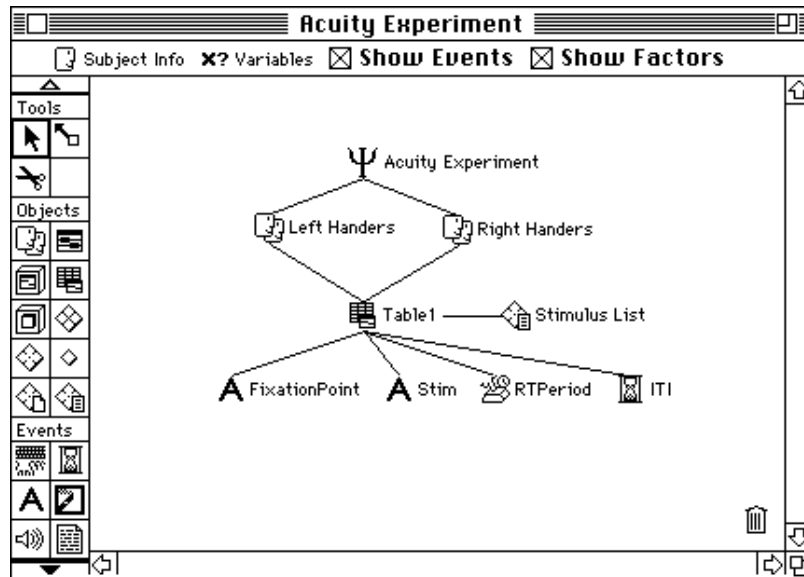 Acuity Experiment
Subject Info X? Variables Show Events Show Factors
Tools
Ψ Acuity Experiment
Objects
Left Handers Right Handers
Table1 Stimulus List
A FixationPoint A Stim RTPeriod ITI
Events
A